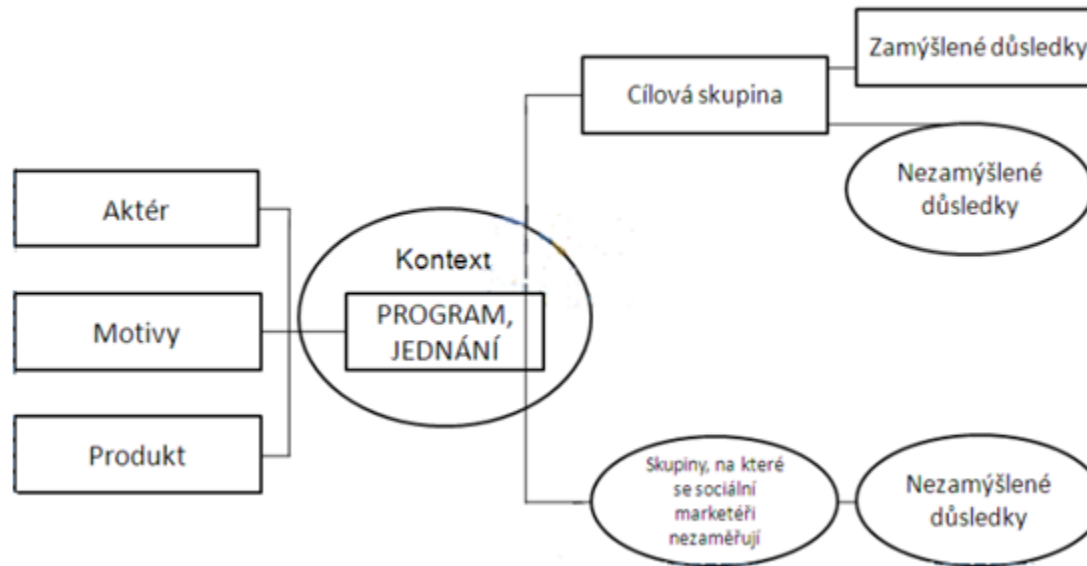 Zamýšlené důsledky
Cílová skupina
Nezamýšlené
důsledky
Aktér
Kontext
Motivy
PROGRAM,
JEDNÁNÍ
Produkt
Skupiny, na které
se sociální
marketéři
nezaměřují
Nezamýšlené
důsledky